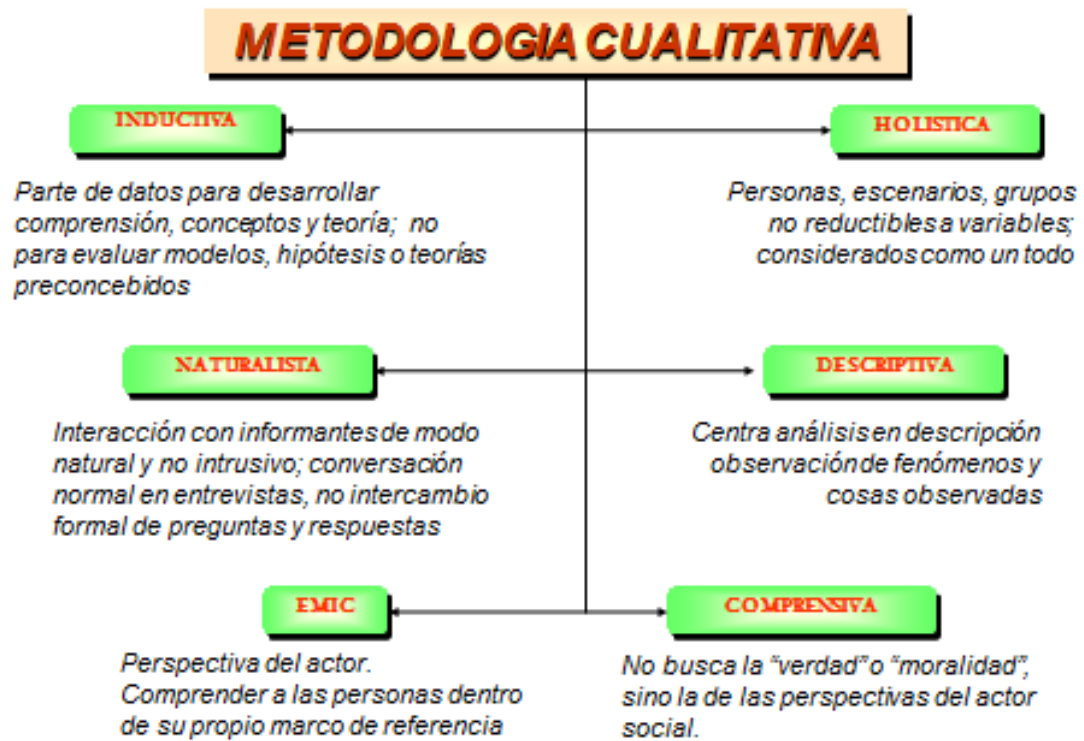 METODOLOGIA CUALITATIVA
INDUCTIVA
Parte de datos para desarrollar
comprensión, conceptos y teoría; no
para evaluar modelos, hipótesis o teorías
preconcebidos
HOLISTICA
Personas, escenarios, grupos
no reductibles a variables;
considerados como un todo
NATURALISTA
Interacción con informantes de modo
natural y no intrusivo; conversación
normal en entrevistas, no intercambio
formal de preguntas y respuestas
DESCRIPTIVA
Centra análisis en descripción
observación de fenómenos y
cosas observadas
EMIC
Perspectiva del actor.
Comprender a las personas dentro
de su propio marco de referencia
COMPRENSIVA
No busca la "verdad" o "moralidad",
sino la de las perspectivas del actor
social.